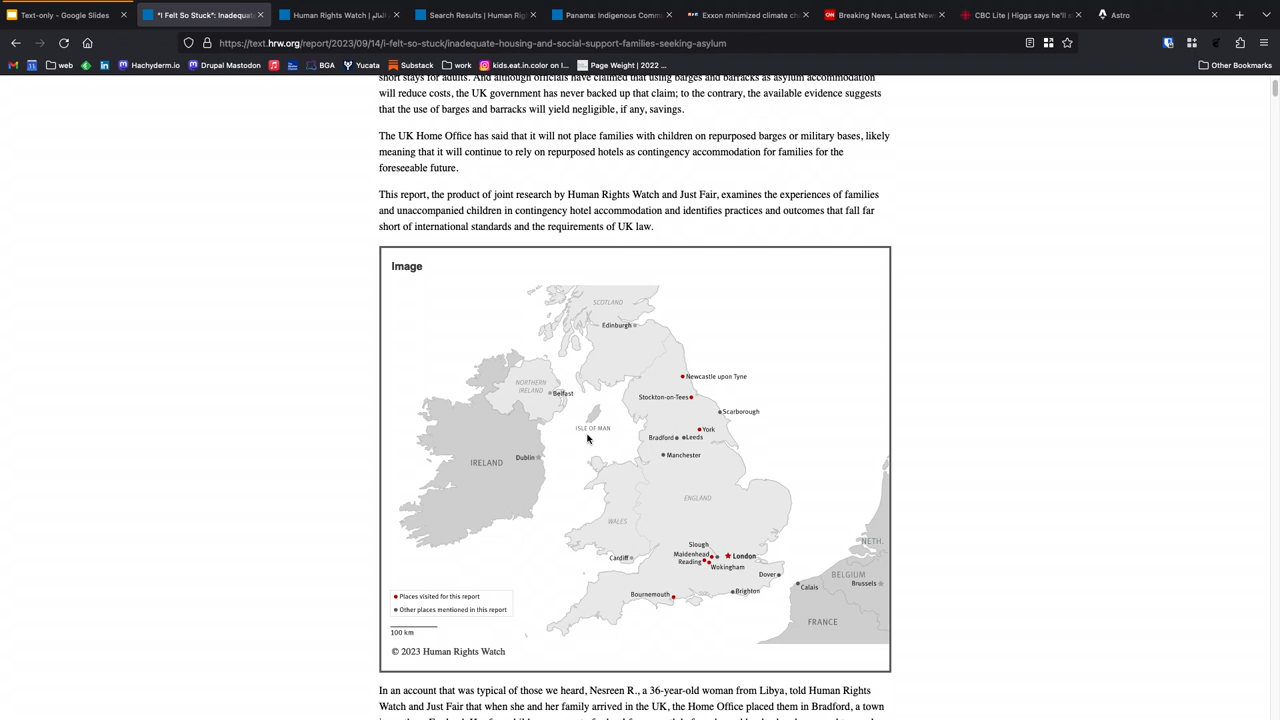 Text-only — Google Slides
"I Felt So Stuck": Inadequate
Human Rights Watch |
Search Results | Human Rig
Panama: Indigenous Comm
Exxon minimized climate ch
Breaking News, Latest News
CBC Lite | Higgs says he'll s
Astro
https://text.hrw.org/report/2023/09/14/i-felt-so-stuck/inadequate-housing-and-social-support-families-seeking-asylum
web
Hachyderm.io
Drupal Mastodon
BGA
Yucata
Substack
work
kids.eat.in.color on I...
Page Weight | 2022 ...
Other Bookmarks
short stays for adults. And although officials have claimed that using barges and barracks as asylum accommodation
will reduce costs, the UK government has never backed up that claim; to the contrary, the available evidence suggests
that the use of barges and barracks will yield negligible, if any, savings.
The UK Home Office has said that it will not place families with children on repurposed barges or military bases, likely
meaning that it will continue to rely on repurposed hotels as contingency accommodation for families for the
foreseeable future.
This report, the product of joint research by Human Rights Watch and Just Fair, examines the experiences of families
and unaccompanied children in contingency hotel accommodation and identifies practices and outcomes that fall far
short of international standards and the requirements of UK law.
Image
SCOTLAND
Edinburgh
Newcastle upon Tyne
NORTHERN
IRELAND
Belfast
Stockton-on-Tees
Scarborough
ISLE OF MAN
York
Bradford
Leeds
Manchester
Dublin
IRELAND
ENGLAND
WALES
Slough
Maidenhead
London
Reading
Wokingham
Cardiff
Dover
Calais
Brighton
Bournemouth
NETH.
BELGIUM
Brussels
FRANCE
Places visited for this report
Other places mentioned in this report
100 km
© 2023 Human Rights Watch
In an account that was typical of those we heard, Nesreen R., a 36-year-old woman from Libya, told Human Rights
Watch and Just Fair that when she and her family arrived in the UK, the Home Office placed them in Bradford, a town